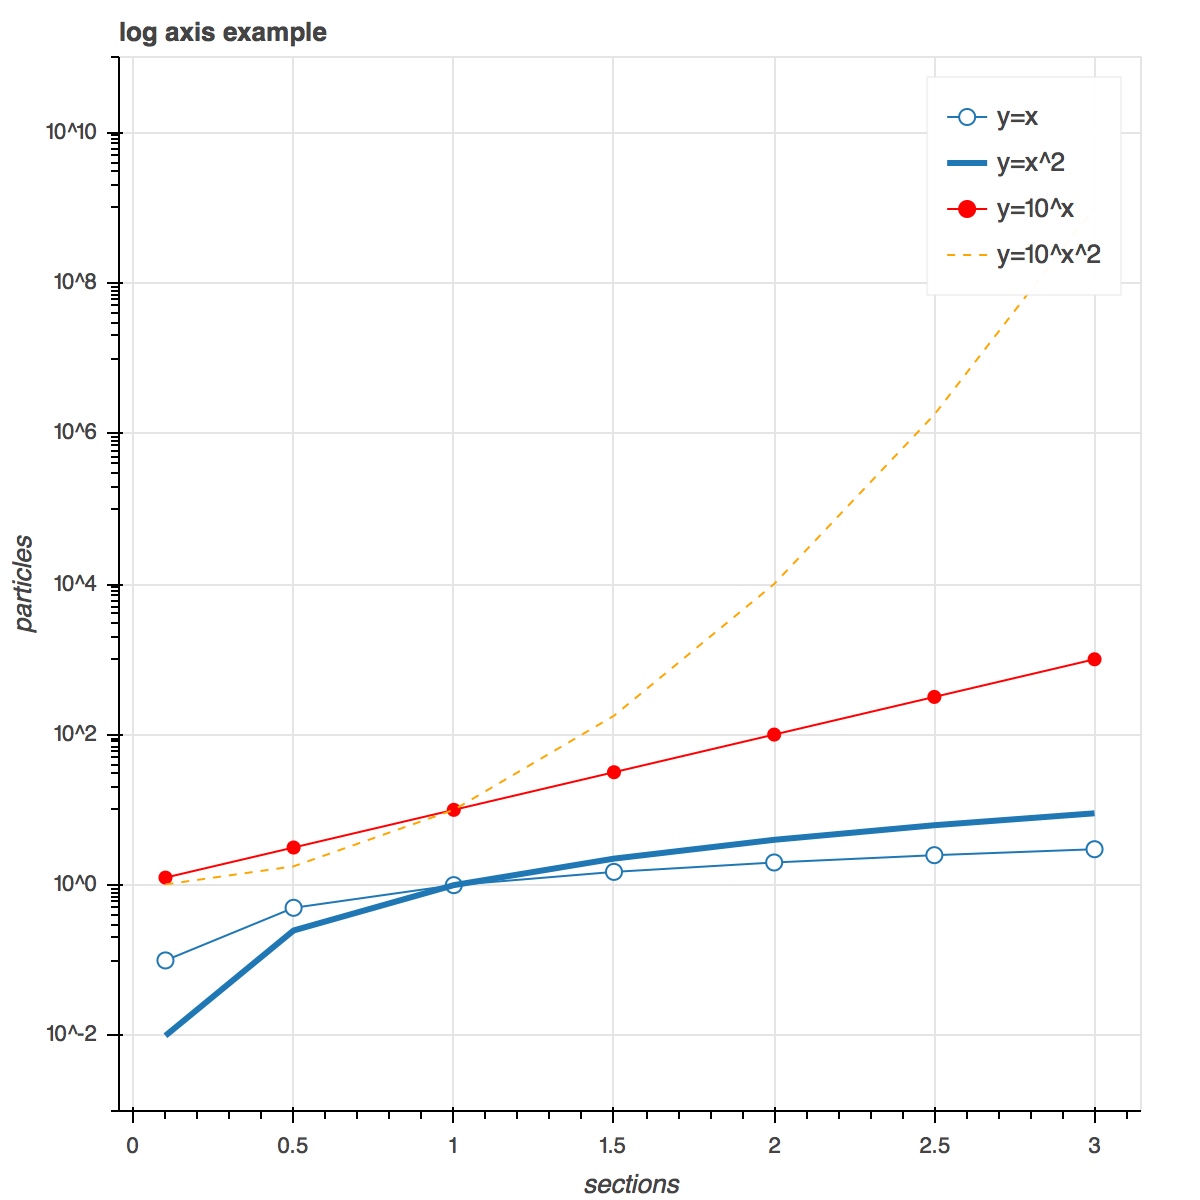 log axis example
y=x
y=x^2
y=10^x
y=10^x^2
10^10
10^8
10^6
10^4
10^2
10^0
10^-2
particles
0 0.5 1 1.5 2 2.5 3
sections